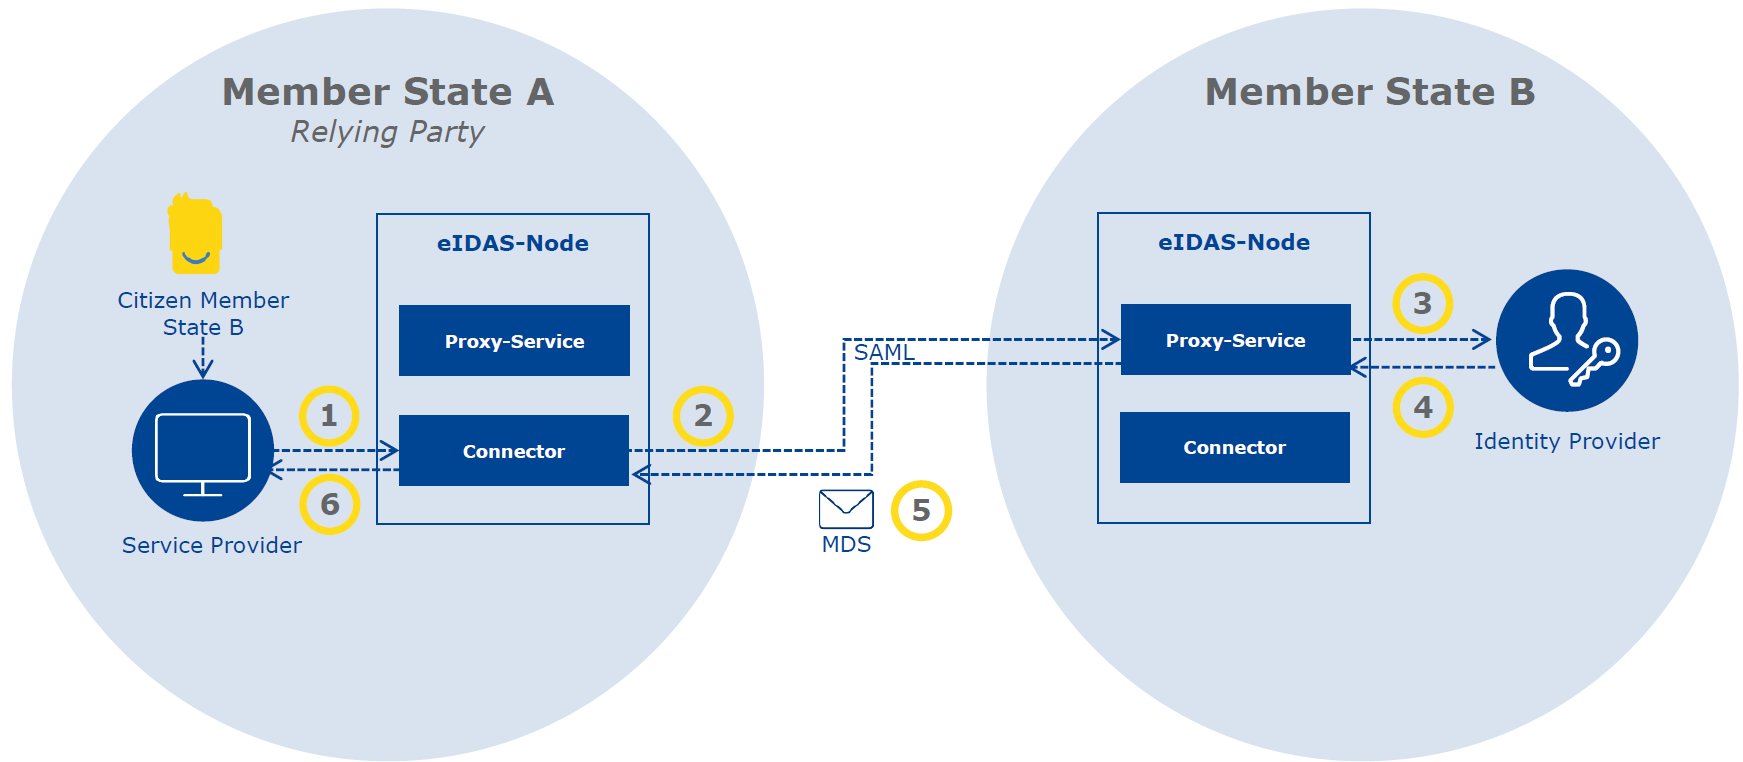 Member State A
Relying Party
Citizen Member
State B
Service Provider
1
6
eIDAS-Node
Proxy-Service
Connector
2
SAML
MDS
5
Member State B
eIDAS-Node
Proxy-Service
Connector
3
4
Identity Provider